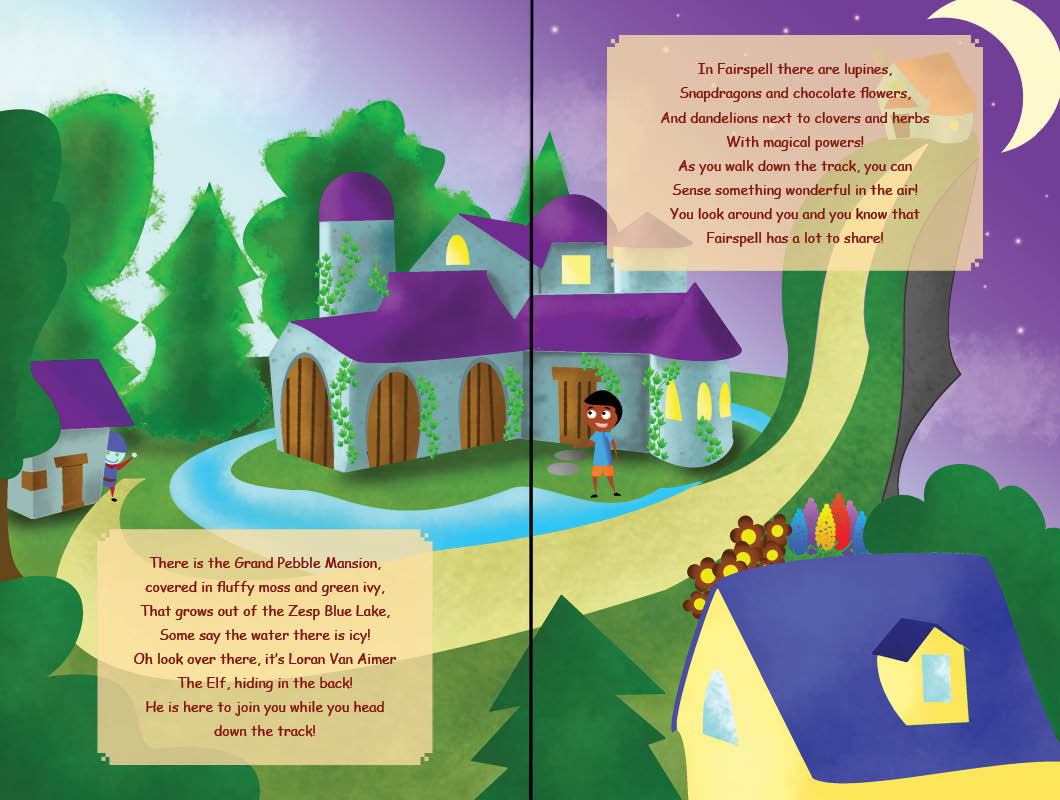 There is the Grand Pebble Mansion,
covered in fluffy moss and green ivy,
That grows out of the Zesp Blue Lake,
Some say the water there is icy!
Oh look over there, it's Loran Van Aimer
The Elf, hiding in the back!
He is here to join you while you head
down the track!
In Fairspell there are lupines,
Snapdragons and chocolate flowers,
And dandelions next to clovers and herbs
With magical powers!
As you walk down the track, you can
Sense something wonderful in the air!
You look around you and you know that
Fairspell has a lot to share!